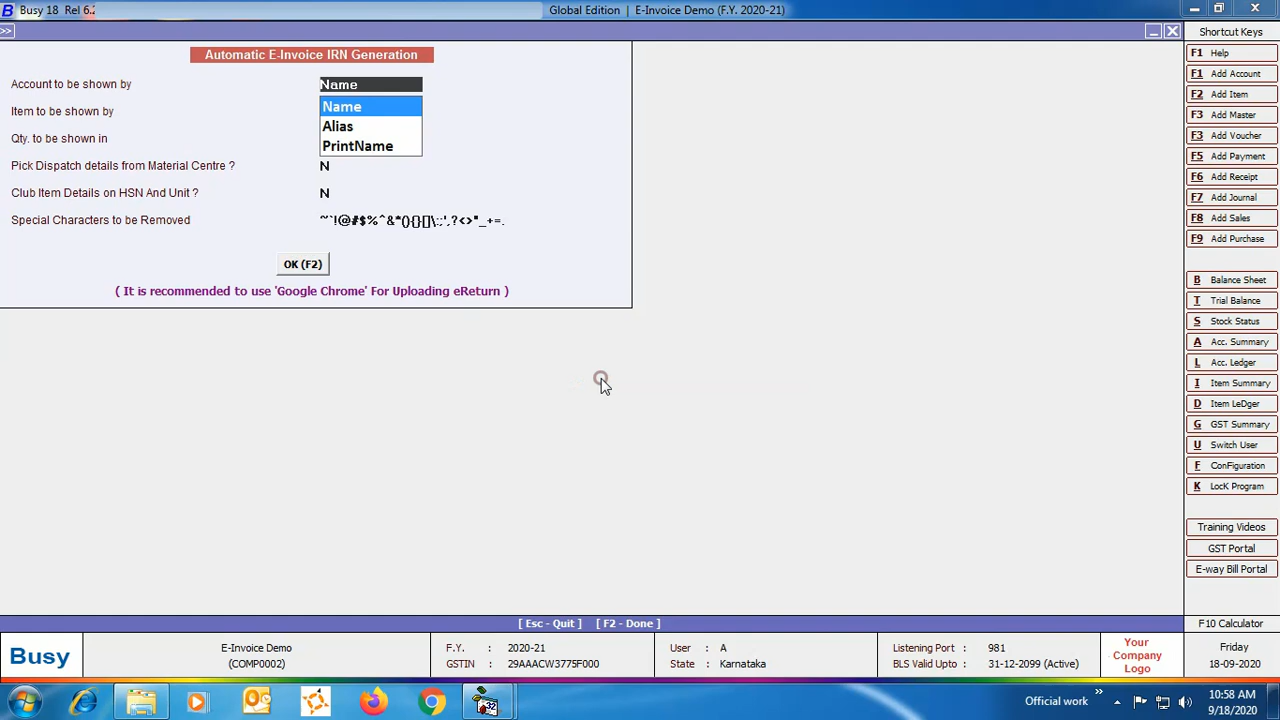 Busy 18 Rel 6.2
Global Edition | E-Invoice Demo (F.Y. 2020-21)
>>
Automatic E-Invoice IRN Generation
Account to be shown by Name
Name
Alias
PrintName
Item to be shown by
Qty. to be shown in
Pick Dispatch details from Material Centre ? N
Club Item Details on HSN And Unit ? N
Special Characters to be Removed ~`!@#$%^&*(){}[]\:;',?<>"_+=.
OK (F2)
( It is recommended to use 'Google Chrome' For Uploading eReturn )
Shortcut Keys
F1 Help
F1 Add Account
F2 Add Item
F3 Add Master
F3 Add Voucher
F5 Add Payment
F6 Add Receipt
F7 Add Journal
F8 Add Sales
F9 Add Purchase
B Balance Sheet
T Trial Balance
S Stock Status
A Acc. Summary
L Acc. Ledger
I Item Summary
D Item LeDger
G GST Summary
U Switch User
F ConFiguration
K LocK Program
Training Videos
GST Portal
E-way Bill Portal
F10 Calculator
[ Esc - Quit ] [ F2 - Done ]
Busy
E-Invoice Demo
(COMP0002)
F.Y. : 2020-21
GSTIN : 29AAACW3775F000
User : A
State : Karnataka
Listening Port : 981
BLS Valid Upto : 31-12-2099 (Active)
Your
Company
Logo
Friday
18-09-2020
Official work
10:58 AM
9/18/2020